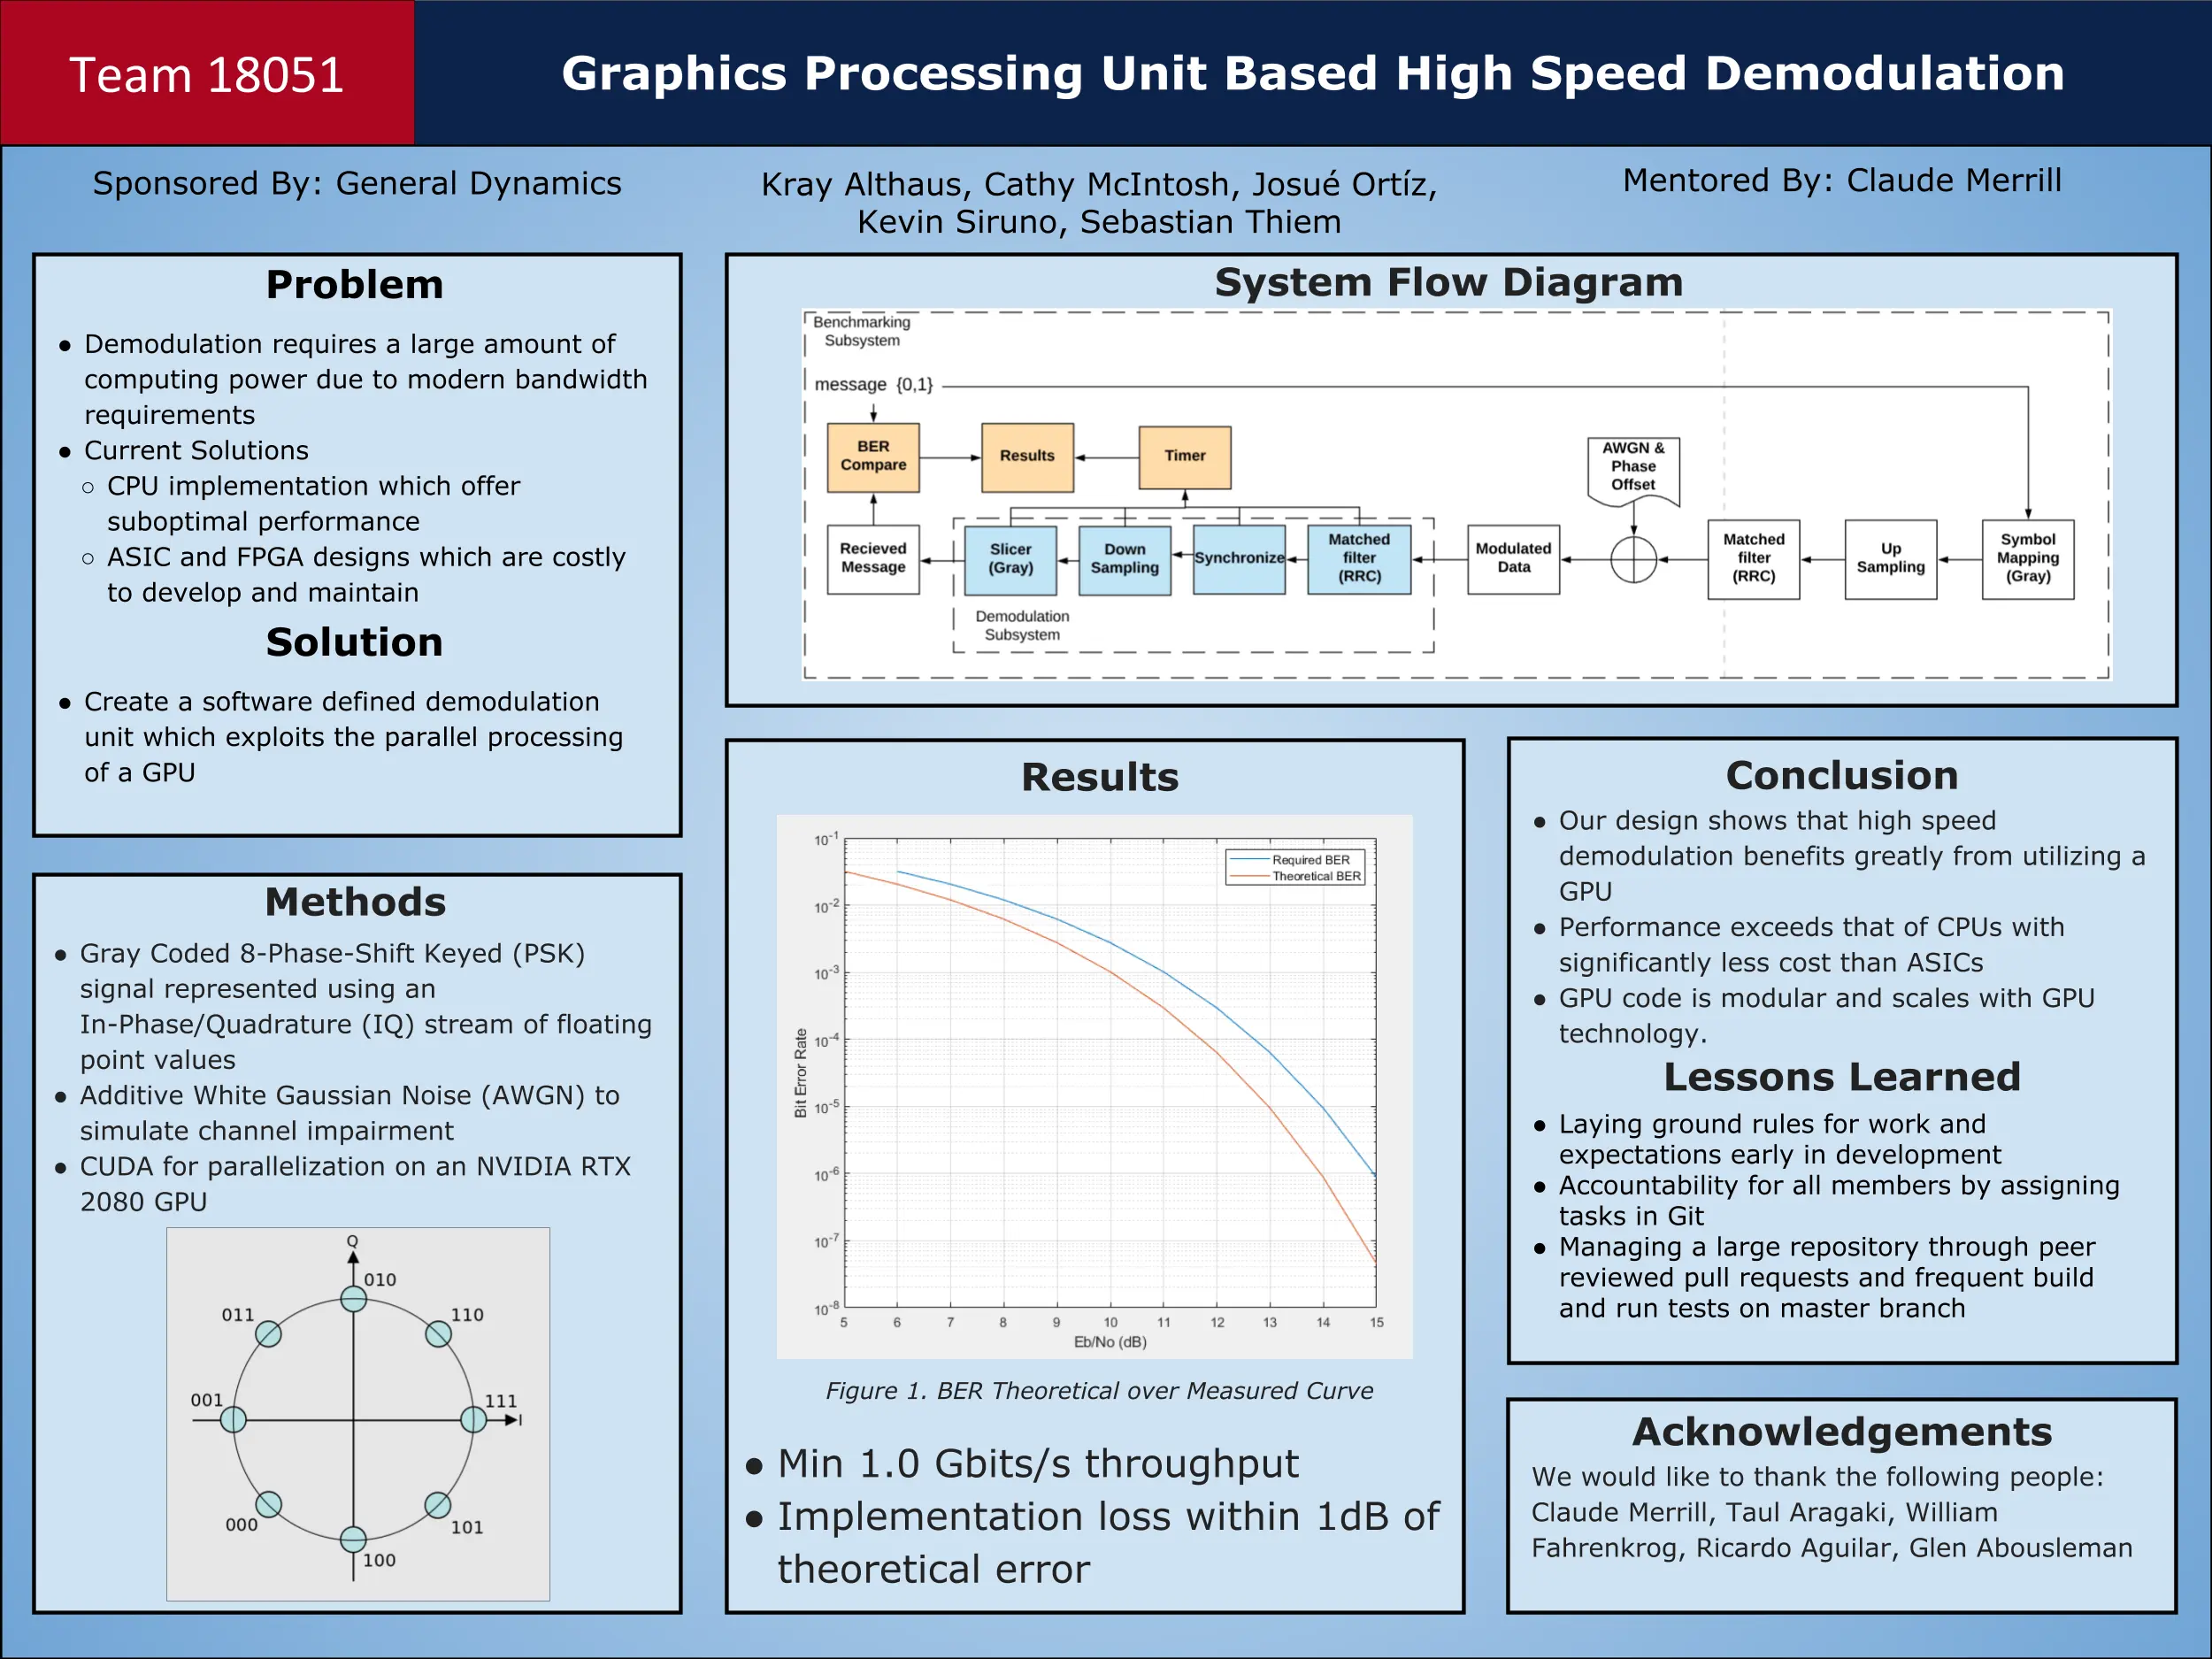 Team 18051
Graphics Processing Unit Based High Speed Demodulation
Sponsored By: General Dynamics
Kray Althaus, Cathy McIntosh, Josué Ortíz,
Kevin Siruno, Sebastian Thiem
Mentored By: Claude Merrill
Problem
● Demodulation requires a large amount of
computing power due to modern bandwidth
requirements
● Current Solutions
○ CPU implementation which offer
suboptimal performance
○ ASIC and FPGA designs which are costly
to develop and maintain
Solution
● Create a software defined demodulation
unit which exploits the parallel processing
of a GPU
Methods
● Gray Coded 8-Phase-Shift Keyed (PSK)
signal represented using an
In-Phase/Quadrature (IQ) stream of floating
point values
● Additive White Gaussian Noise (AWGN) to
simulate channel impairment
● CUDA for parallelization on an NVIDIA RTX
2080 GPU
Q
010
011
110
001
111
I
000
101
100
System Flow Diagram
Benchmarking
Subsystem
message {0,1}
BER
Compare
Results
Timer
AWGN &
Phase
Offset
Recieved
Message
Slicer
(Gray)
Down
Sampling
Synchronize
Matched
filter
(RRC)
Modulated
Data
Matched
filter
(RRC)
Up
Sampling
Symbol
Mapping
(Gray)
Demodulation
Subsystem
Results
Required BER
Theoretical BER
Bit Error Rate
10-1
10-2
10-3
10-4
10-5
10-6
10-7
10-8
5 6 7 8 9 10 11 12 13 14 15
Eb/No (dB)
Figure 1. BER Theoretical over Measured Curve
● Min 1.0 Gbits/s throughput
● Implementation loss within 1dB of
theoretical error
Conclusion
● Our design shows that high speed
demodulation benefits greatly from utilizing a
GPU
● Performance exceeds that of CPUs with
significantly less cost than ASICs
● GPU code is modular and scales with GPU
technology.
Lessons Learned
● Laying ground rules for work and
expectations early in development
● Accountability for all members by assigning
tasks in Git
● Managing a large repository through peer
reviewed pull requests and frequent build
and run tests on master branch
Acknowledgements
We would like to thank the following people:
Claude Merrill, Taul Aragaki, William
Fahrenkrog, Ricardo Aguilar, Glen Abousleman